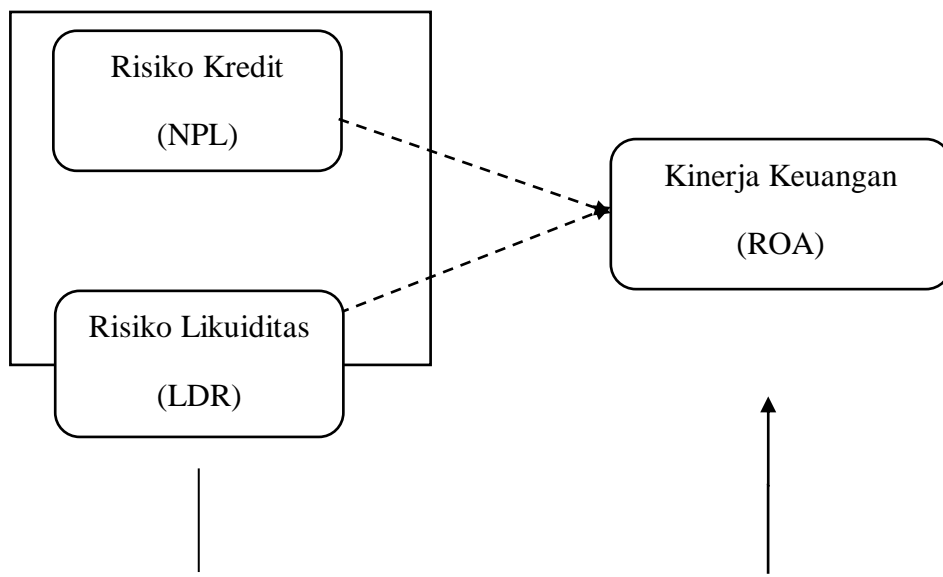 Risiko Kredit
(NPL)
Kinerja Keuangan
(ROA)
Risiko Likuiditas
(LDR)